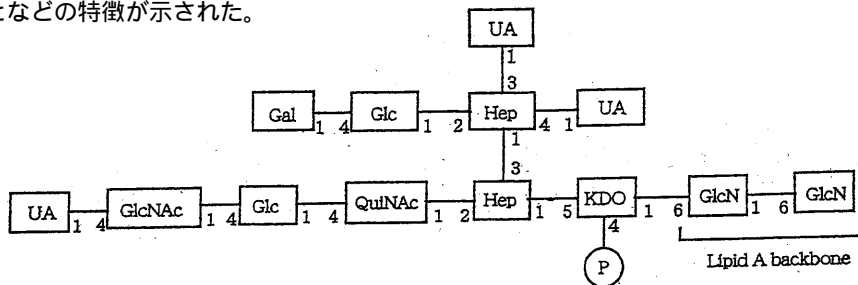 となどの特徴が示された。
UA
1
3
Gal 1 4 Glc 1 2 Hep 4 1 UA
1
3
UA 1 4 GlcNAc 1 4 Glc 1 4 QuiNAc 1 2 Hep 1 5 KDO 1 6 GlcN 1 6 GlcN
4
P
Lipid A backbone